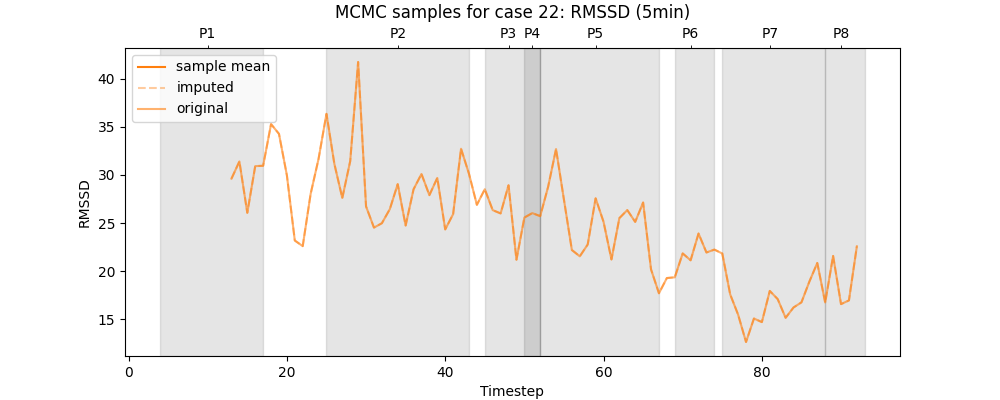 MCMC samples for case 22: RMSSD (5min)
P1 P2 P3 P4 P5 P6 P7 P8
sample mean
imputed
original
RMSSD
40
35
30
25
20
15
0 20 40 60 80
Timestep